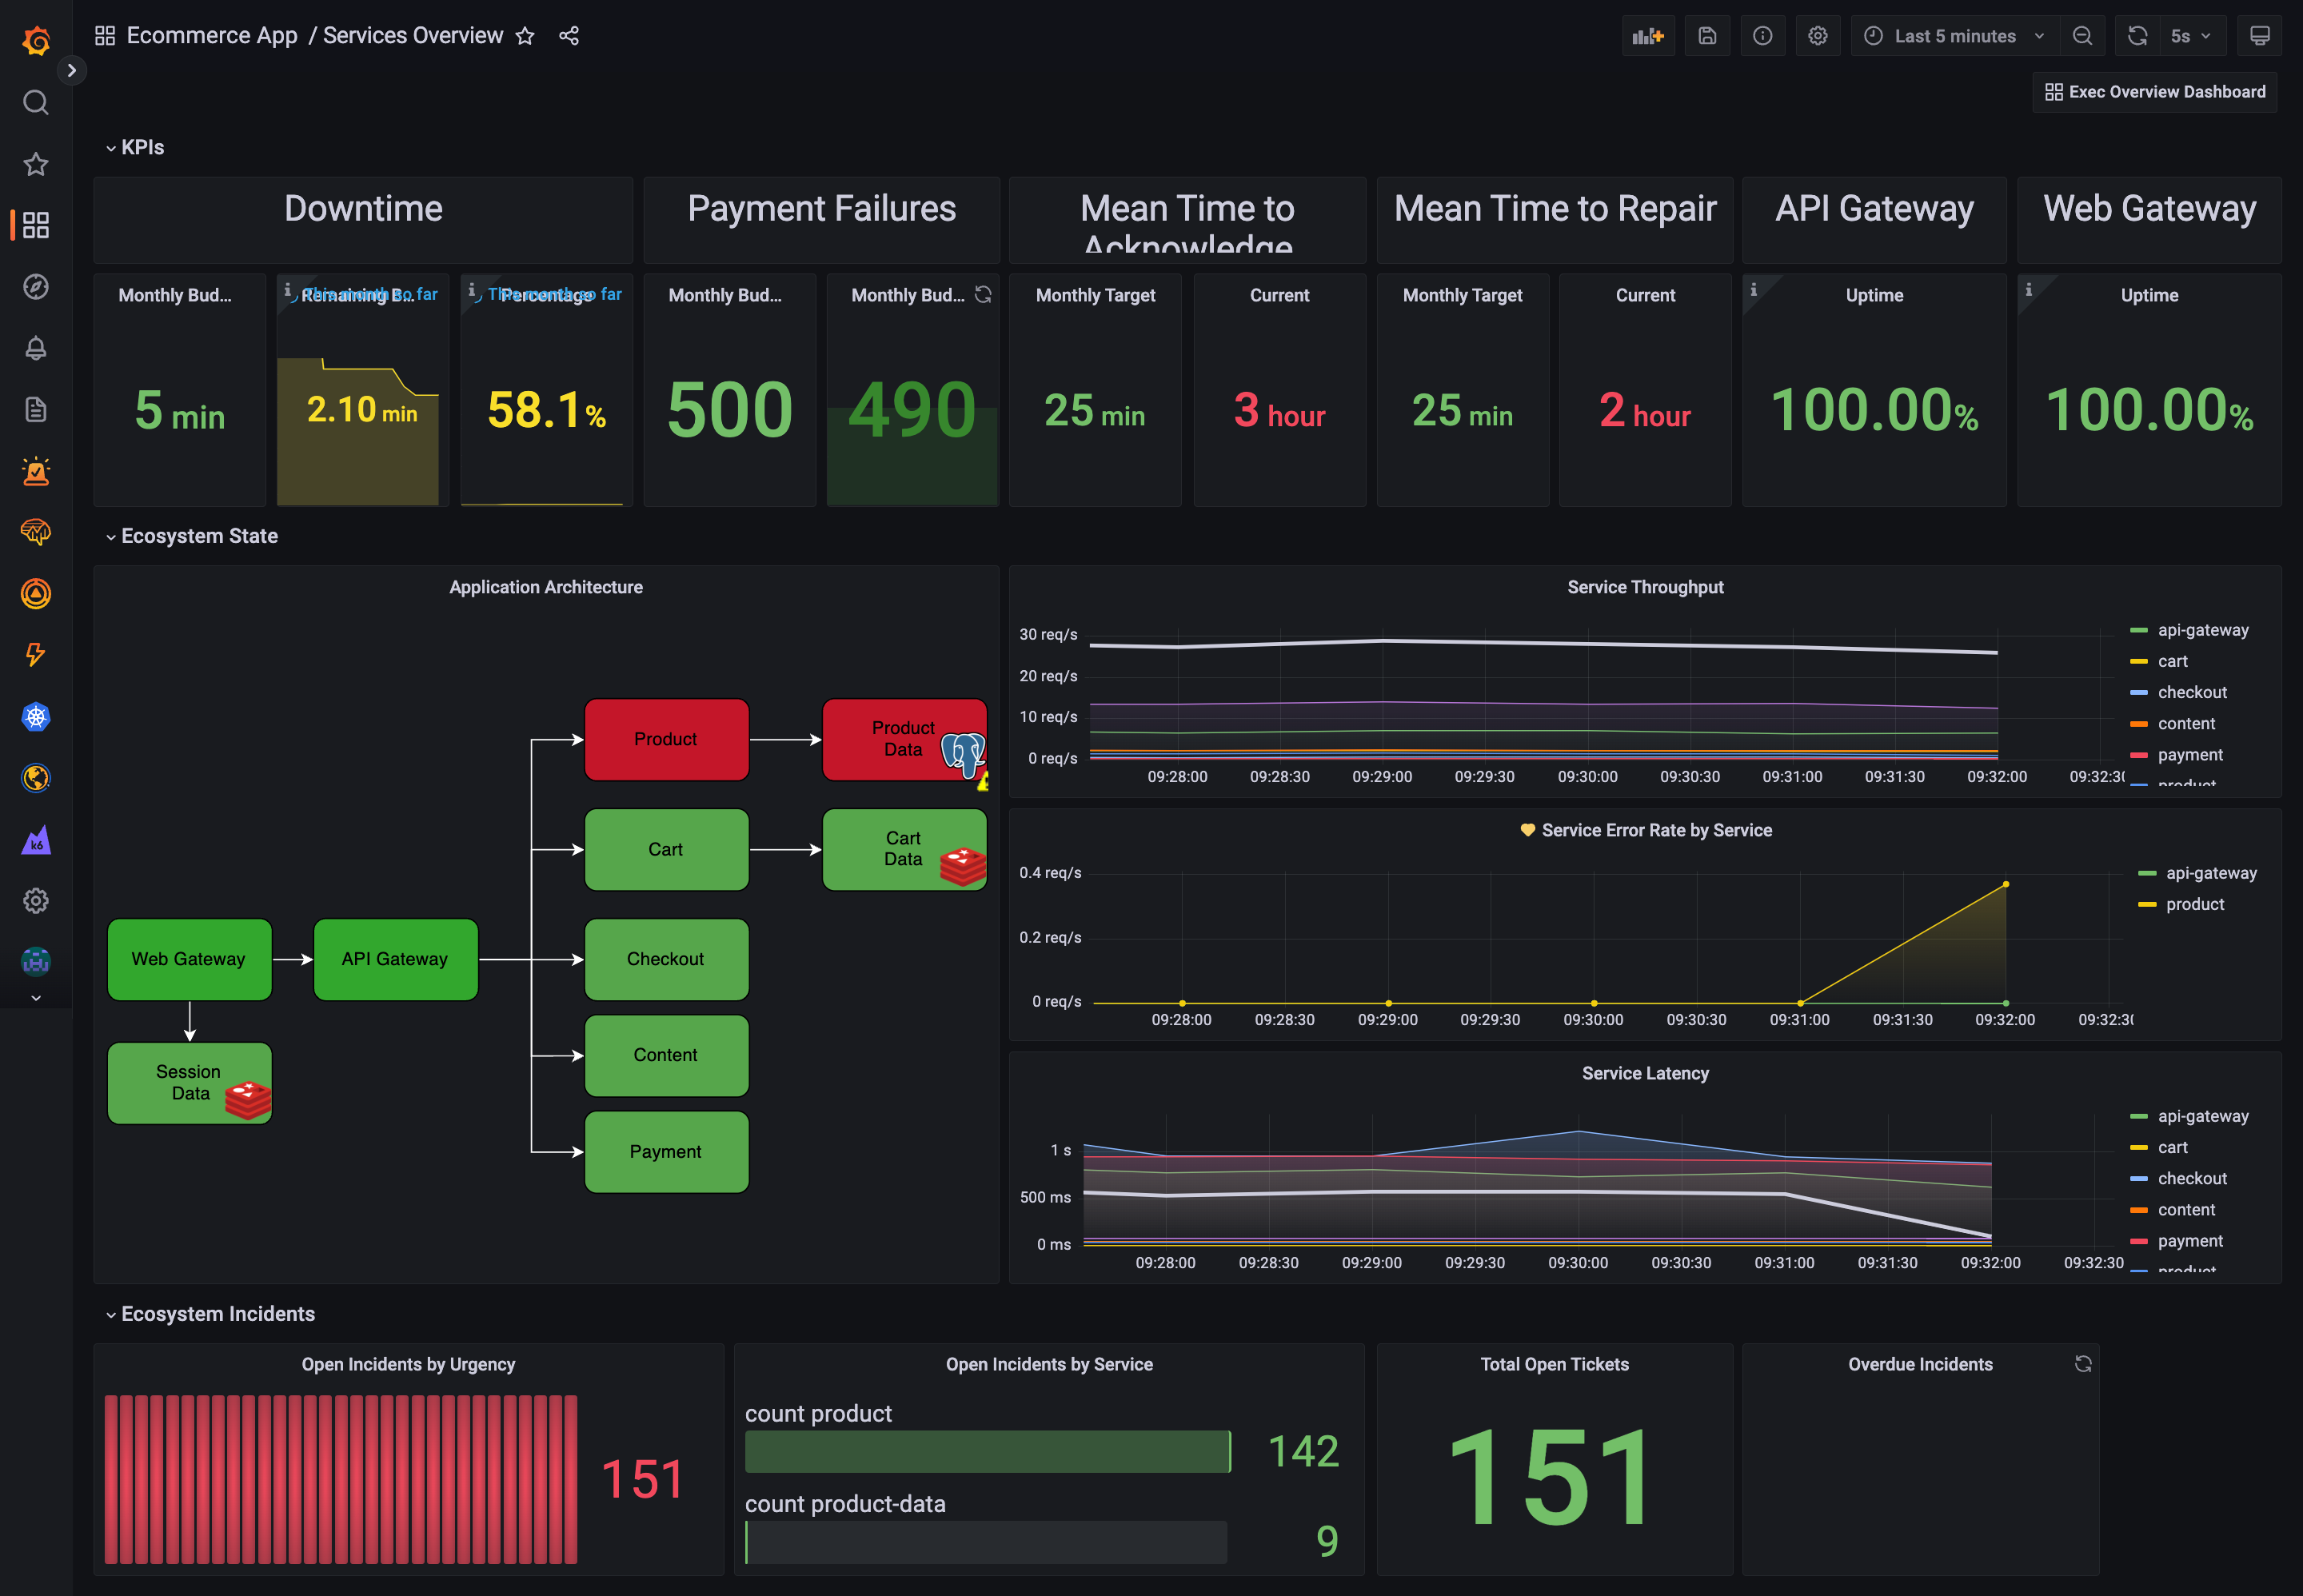 Ecommerce App / Services Overview
Last 5 minutes
5s
Exec Overview Dashboard
KPIs
Downtime
Payment Failures
Mean Time to
Acknowledge
Mean Time to Repair
API Gateway
Web Gateway
Monthly Bud...
Remaining B...
This month so far
Percentage
This month so far
Monthly Bud...
Monthly Bud...
Monthly Target
Current
Monthly Target
Current
Uptime
Uptime
5 min
2.10 min
58.1%
500
490
25 min
3 hour
25 min
2 hour
100.00%
100.00%
Ecosystem State
Application Architecture
Product
Product
Data
Cart
Cart
Data
Web Gateway
API Gateway
Checkout
Content
Session
Data
Payment
Service Throughput
30 req/s
20 req/s
10 req/s
0 req/s
09:28:00 09:28:30 09:29:00 09:29:30 09:30:00 09:30:30 09:31:00 09:31:30 09:32:00 09:32:30
api-gateway
cart
checkout
content
payment
product
Service Error Rate by Service
0.4 req/s
0.2 req/s
0 req/s
09:28:00 09:28:30 09:29:00 09:29:30 09:30:00 09:30:30 09:31:00 09:31:30 09:32:00 09:32:30
api-gateway
product
Service Latency
1 s
500 ms
0 ms
09:28:00 09:28:30 09:29:00 09:29:30 09:30:00 09:30:30 09:31:00 09:31:30 09:32:00 09:32:30
api-gateway
cart
checkout
content
payment
product
k6
Ecosystem Incidents
Open Incidents by Urgency
151
Open Incidents by Service
count product
142
count product-data
9
Total Open Tickets
151
Overdue Incidents